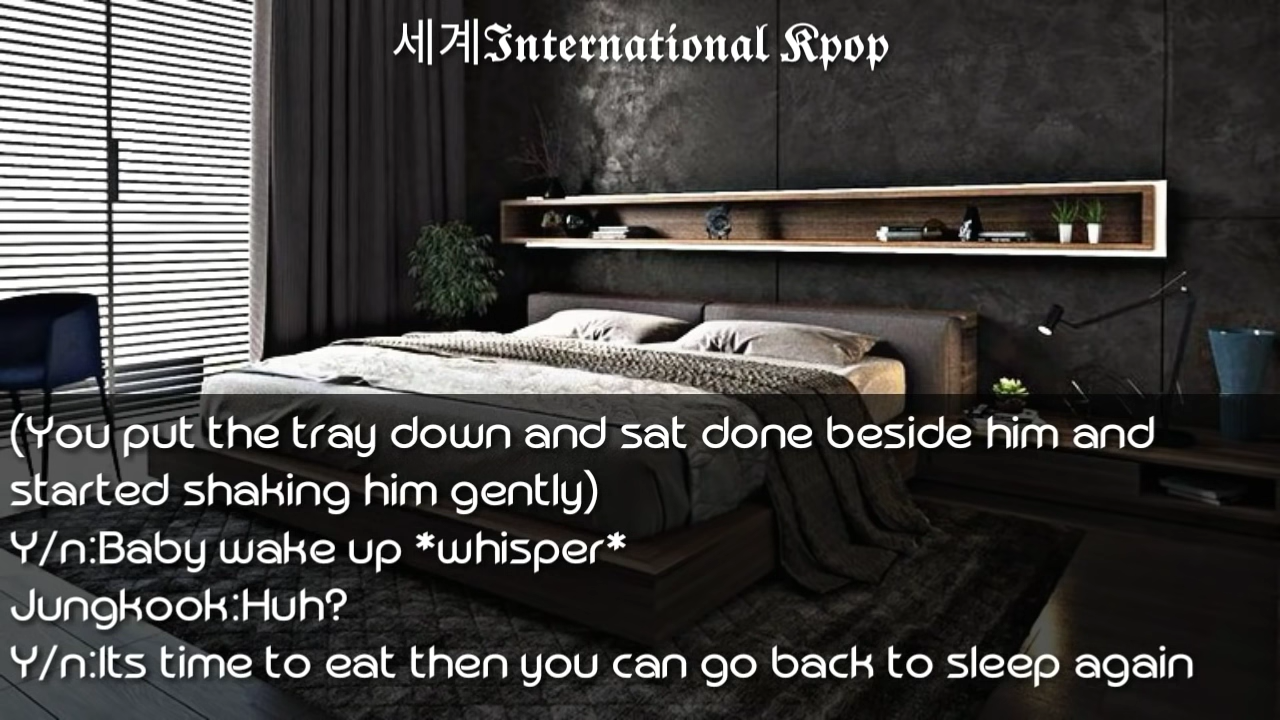 세계International Kpop
(You put the tray down and sat done beside him and
started shaking him gently)
Y/n:Baby wake up *whisper*
Jungkook:Huh?
Y/n:Its time to eat then you can go back to sleep again